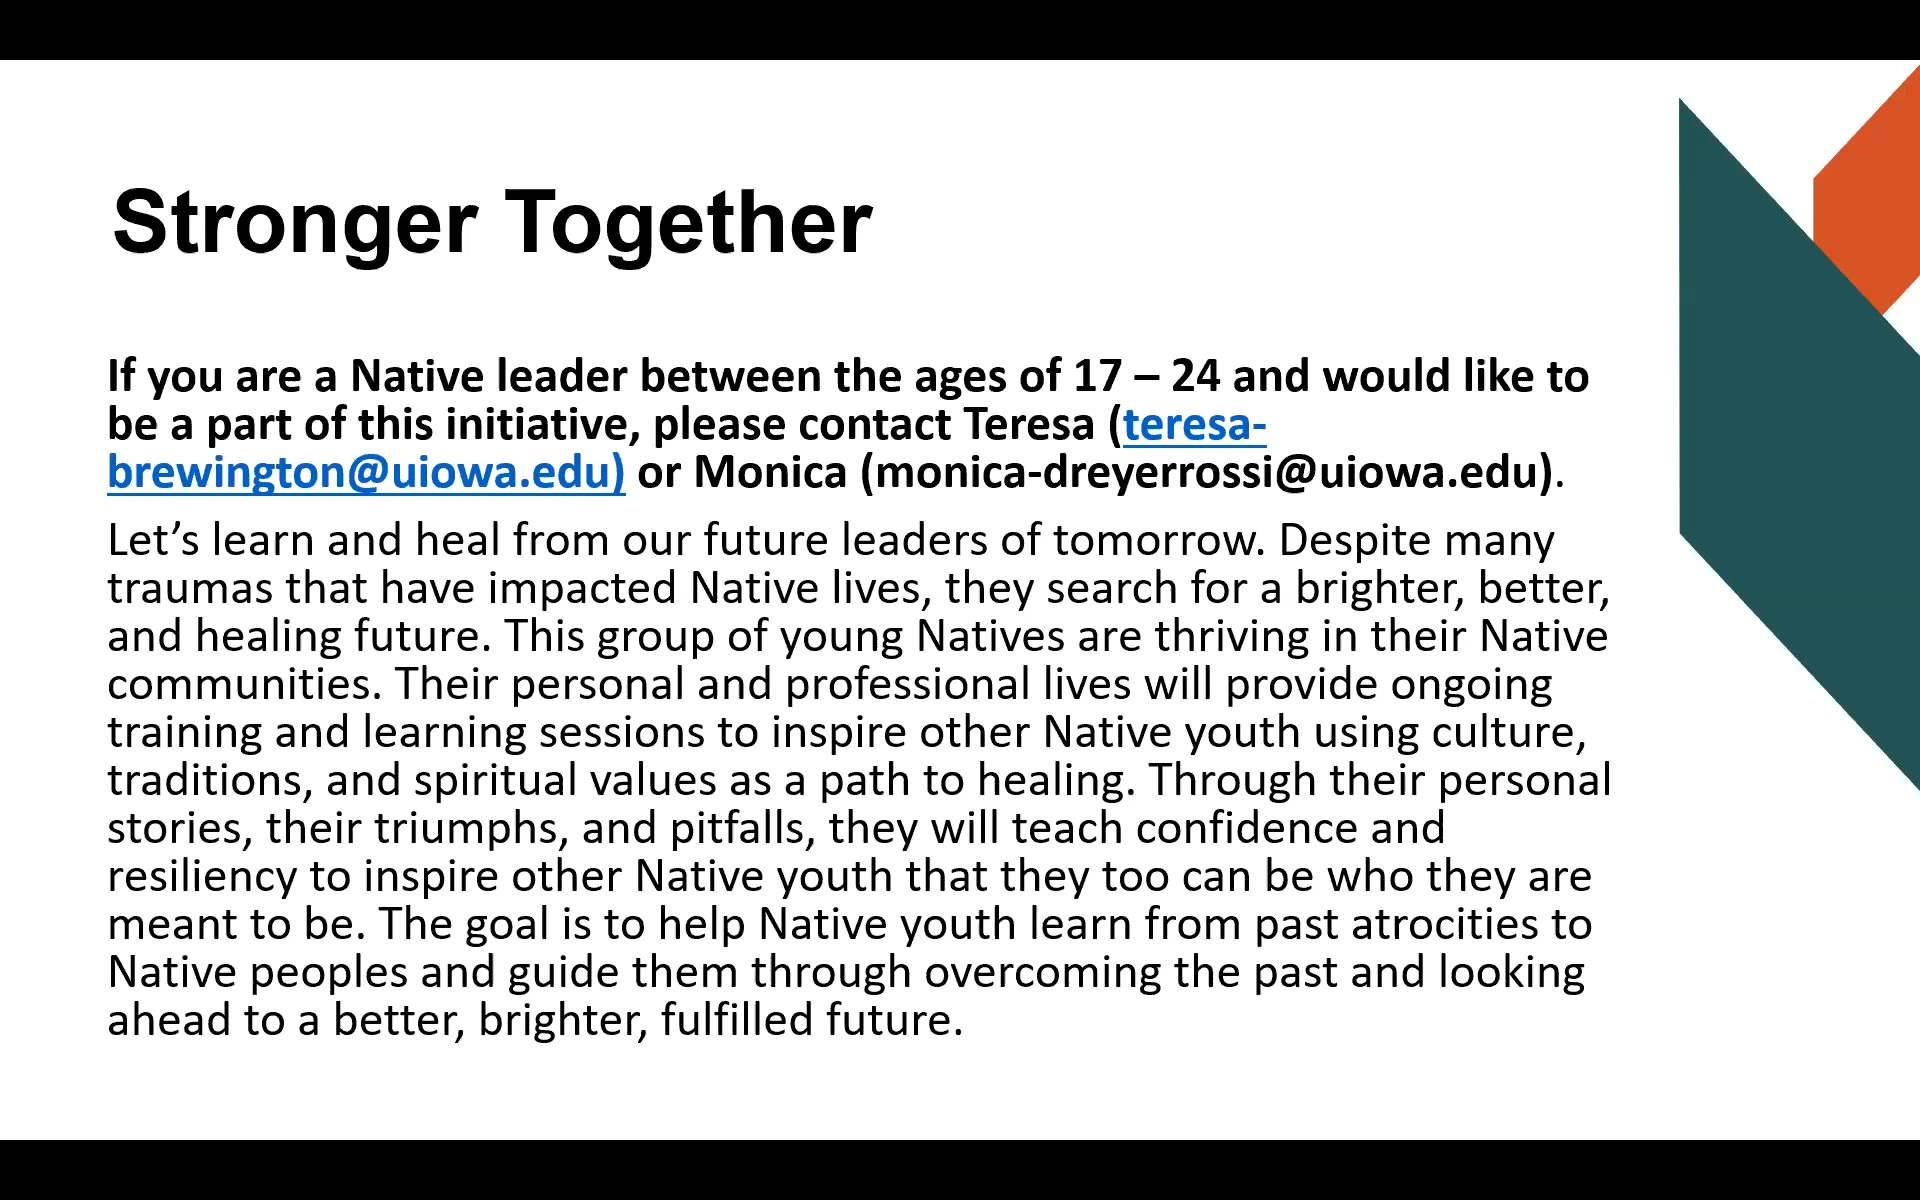 Stronger Together
If you are a Native leader between the ages of 17 – 24 and would like to
be a part of this initiative, please contact Teresa (teresa-
brewington@uiowa.edu) or Monica (monica-dreyerrossi@uiowa.edu).
Let’s learn and heal from our future leaders of tomorrow. Despite many
traumas that have impacted Native lives, they search for a brighter, better,
and healing future. This group of young Natives are thriving in their Native
communities. Their personal and professional lives will provide ongoing
training and learning sessions to inspire other Native youth using culture,
traditions, and spiritual values as a path to healing. Through their personal
stories, their triumphs, and pitfalls, they will teach confidence and
resiliency to inspire other Native youth that they too can be who they are
meant to be. The goal is to help Native youth learn from past atrocities to
Native peoples and guide them through overcoming the past and looking
ahead to a better, brighter, fulfilled future.